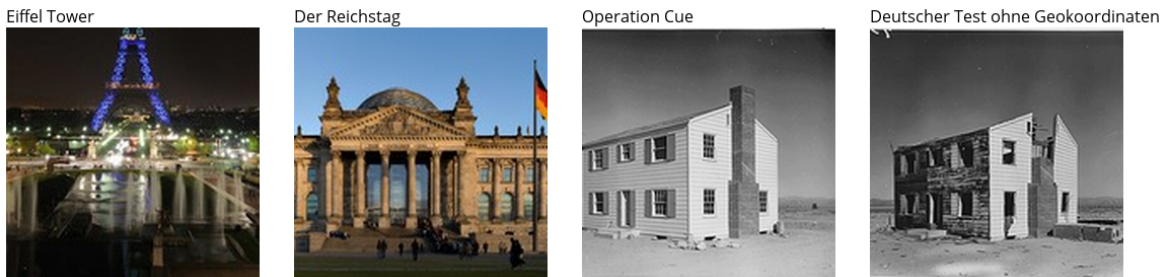 Eiffel Tower
Der Reichstag
Operation Cue
Deutscher Test ohne Geokoordinaten